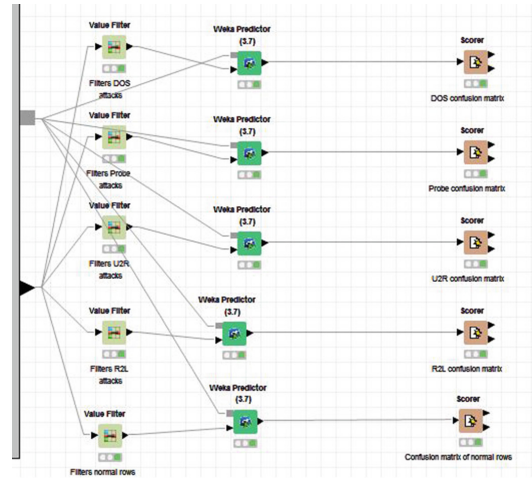 Value Filter
Filters DOS
attacks
Weka Predictor
(3.7)
Scorer
DOS confusion matrix
Value Filter
Filters Probe
attacks
Weka Predictor
(3.7)
Scorer
Probe confusion matrix
Value Filter
Filters U2R
attacks
Weka Predictor
(3.7)
Scorer
U2R confusion matrix
Value Filter
Filters R2L
attacks
Weka Predictor
(3.7)
Scorer
R2L confusion matrix
Value Filter
Filters normal rows
Weka Predictor
(3.7)
Scorer
Confusion matrix of normal rows